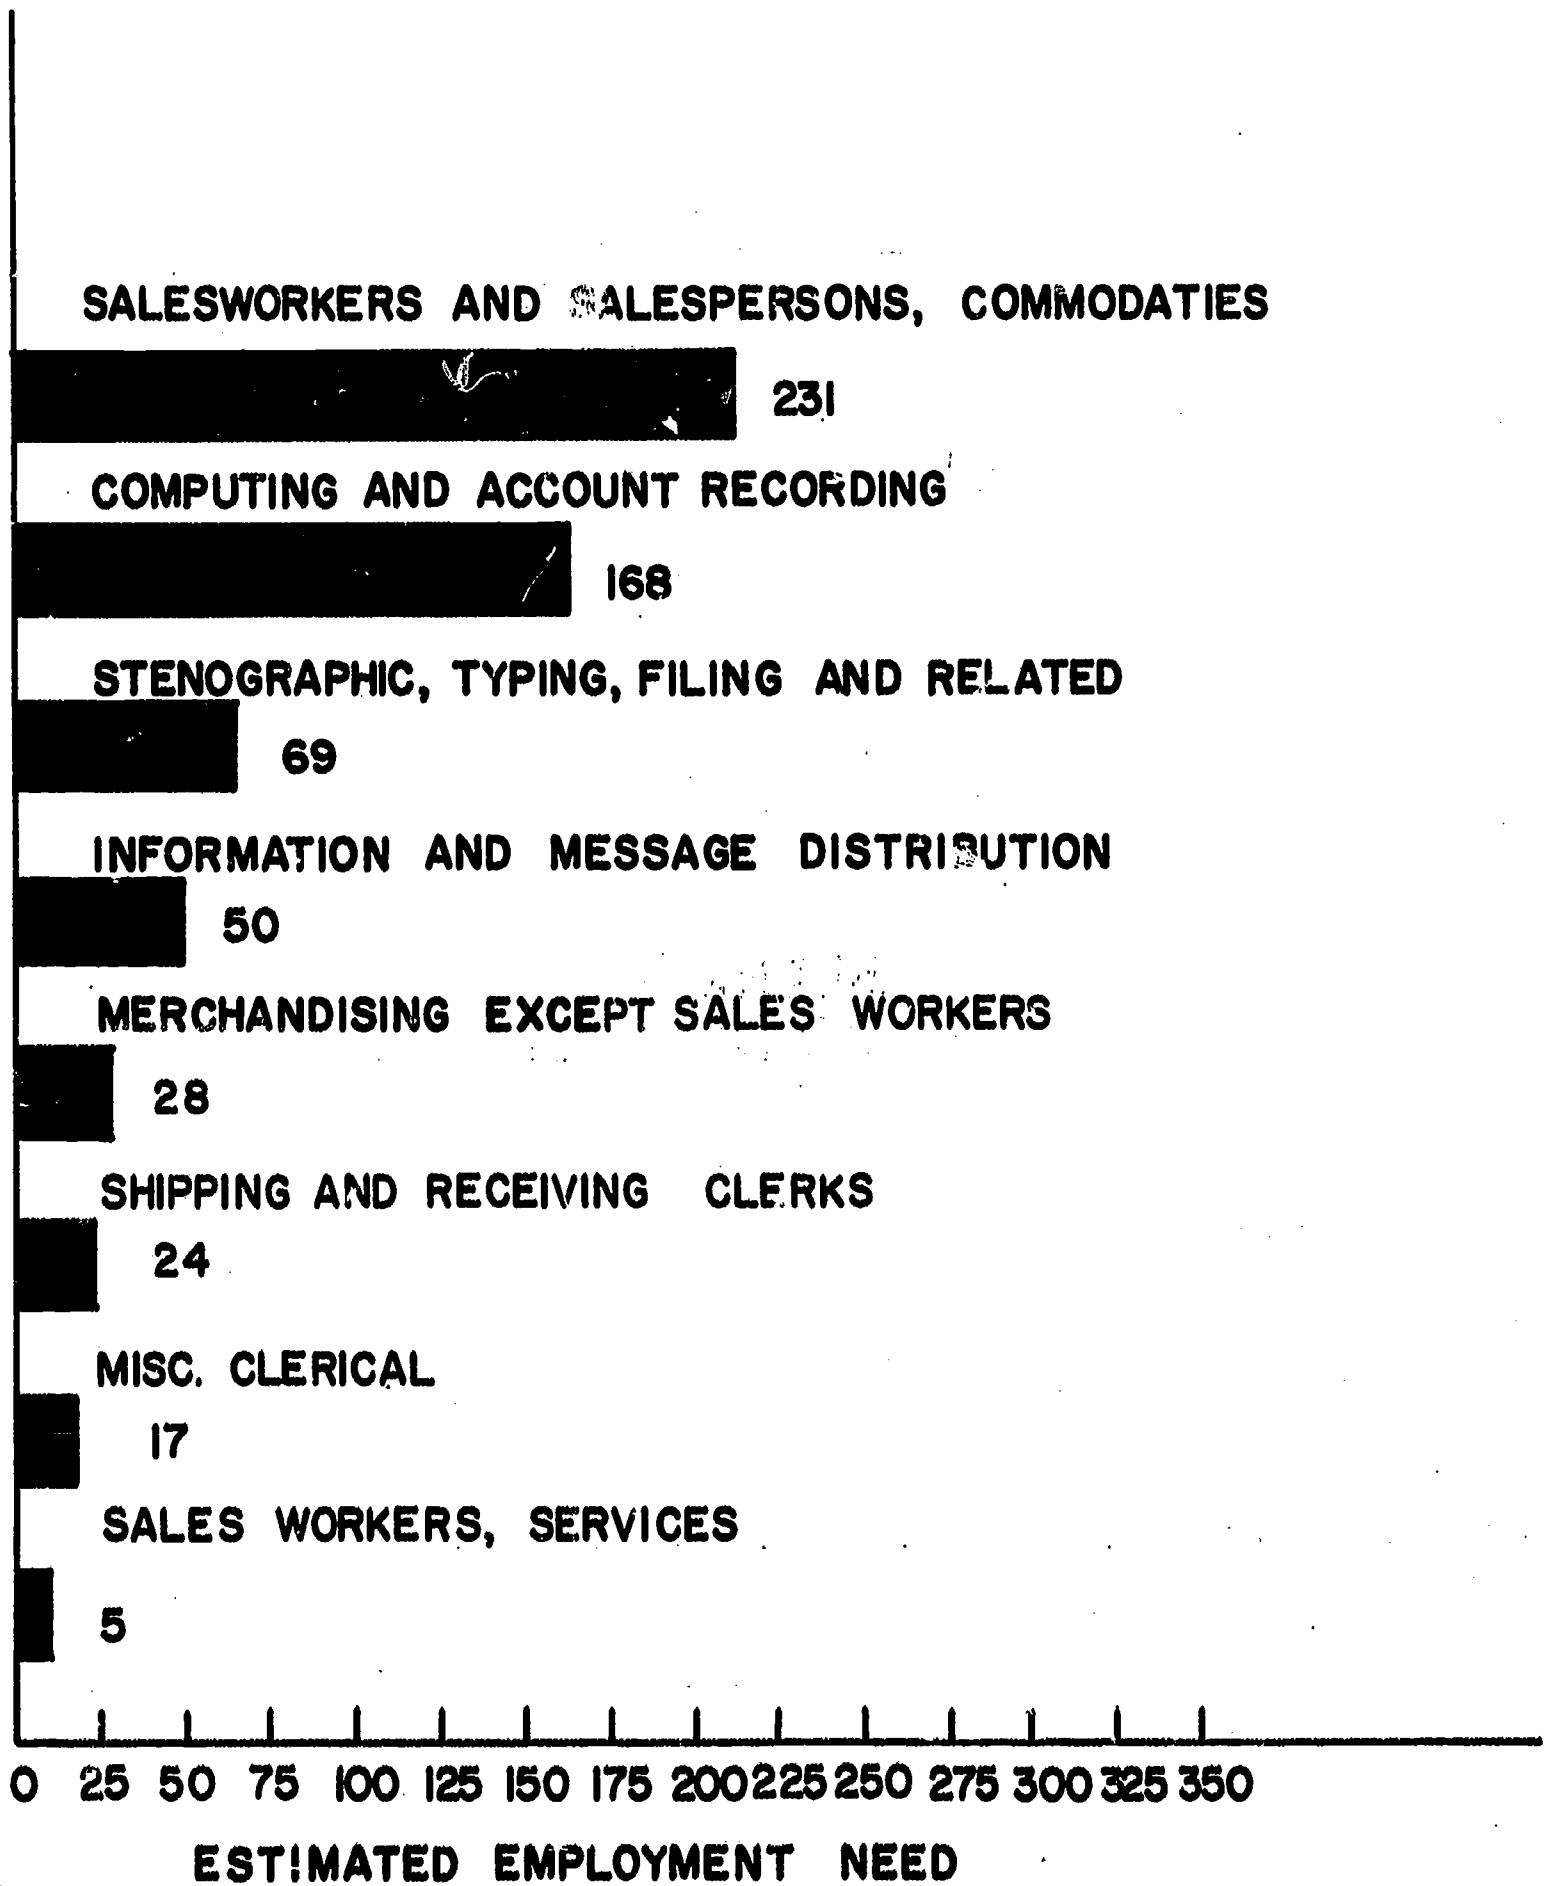 SALESWORKERS AND SALESPERSONS, COMMODATIES
231
COMPUTING AND ACCOUNT RECORDING
168
STENOGRAPHIC, TYPING, FILING AND RELATED
69
INFORMATION AND MESSAGE DISTRIBUTION
50
MERCHANDISING EXCEPT SALES WORKERS
28
SHIPPING AND RECEIVING CLERKS
24
MISC. CLERICAL
17
SALES WORKERS, SERVICES
5
0 25 50 75 100 125 150 175 200 225 250 275 300 325 350
ESTIMATED EMPLOYMENT NEED